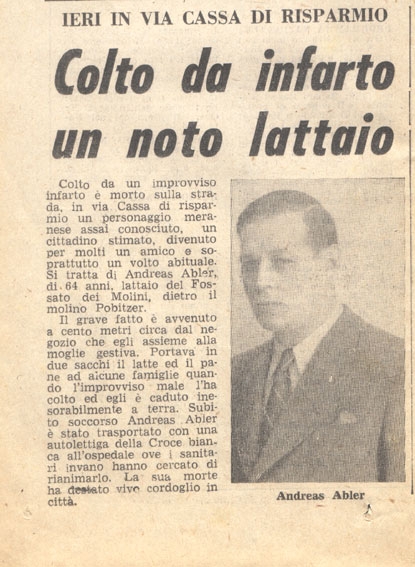 IERI IN VIA CASSA DI RISPARMIO
Colto da infarto
un noto lattaio
Colto da un improvviso
infarto è morto sulla stra-
da, in via Cassa di rispar-
mio un personaggio mera-
nese assai conosciuto, un
cittadino stimato, divenuto
per molti un amico e so-
prattutto un volto abituale.
Si tratta di Andreas Abler,
di 64 anni, lattaio del Fos-
sato dei Molini, dietro il
molino Pobitzer.
Il grave fatto è avvenuto
a cento metri circa dal ne-
gozio che egli assieme alla
moglie gestiva. Portava in
due sacchi il latte ed il pa-
ne ad alcune famiglie quan-
do l'improvviso male l'ha
colto ed egli è caduto ine-
sorabilmente a terra. Subi-
to soccorso Andreas Abler
è stato trasportato con una
autolettiga della Croce bian-
ca all'ospedale ove i sanita-
ri invano hanno cercato di
rianimarlo. La sua morte
ha destato vivo cordoglio in
città.
Andreas Abler